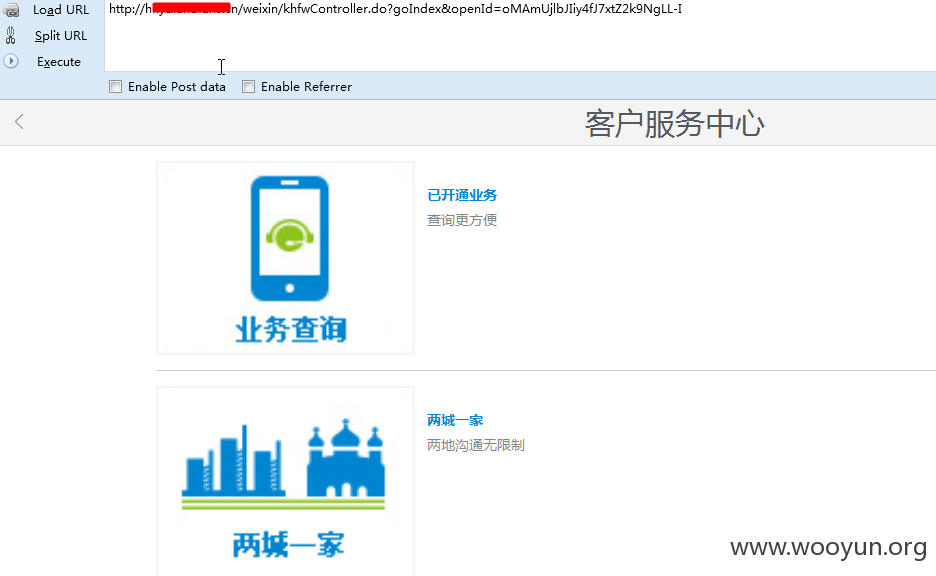 Load URL
http://h /weixin/khfwController.do?goIndex&openId=oMAmUjlbJIiy4fJ7xtZ2k9NgLL-I
Split URL
Execute
Enable Post data Enable Referrer
客户服务中心
已开通业务
查询更方便
业务查询
两城一家
两地沟通无限制
两城一家
www.wooyun.org